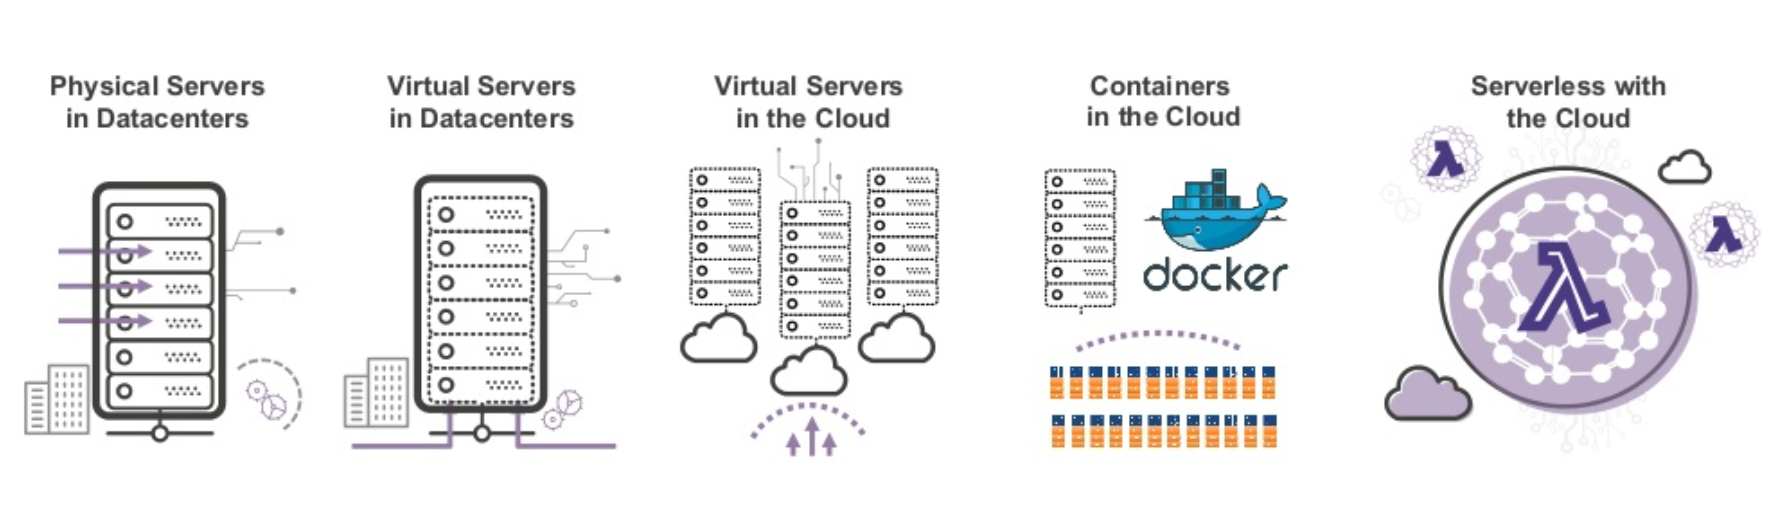 Physical Servers
in Datacenters
Virtual Servers
in Datacenters
Virtual Servers
in the Cloud
Containers
in the Cloud
docker
Serverless with
the Cloud
λ
λ
λ